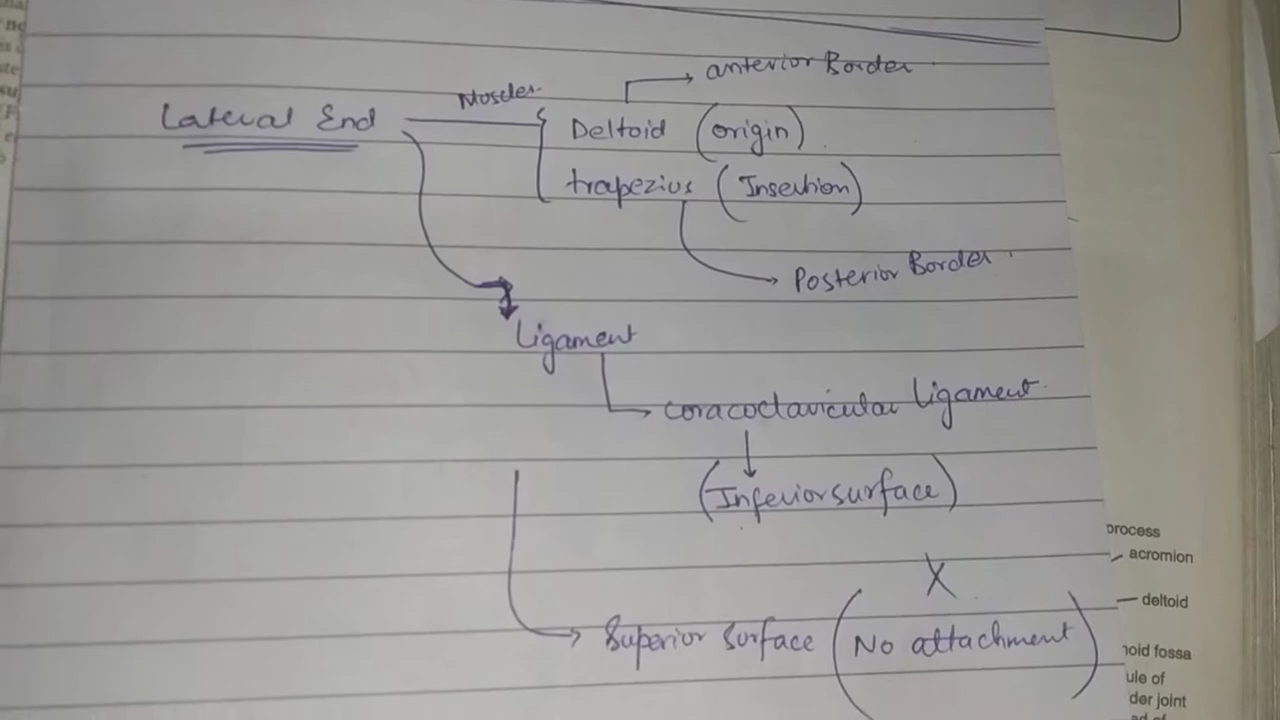 anterior Border
Muscles
Lateral End
Deltoid (origin)
trapezius (Insertion)
Posterior Border
Ligament
coracoclavicular Ligament
(Inferior surface)
X
Superior Surface (No attachment)
process
acromion
deltoid
noid fossa
ule of
der joint